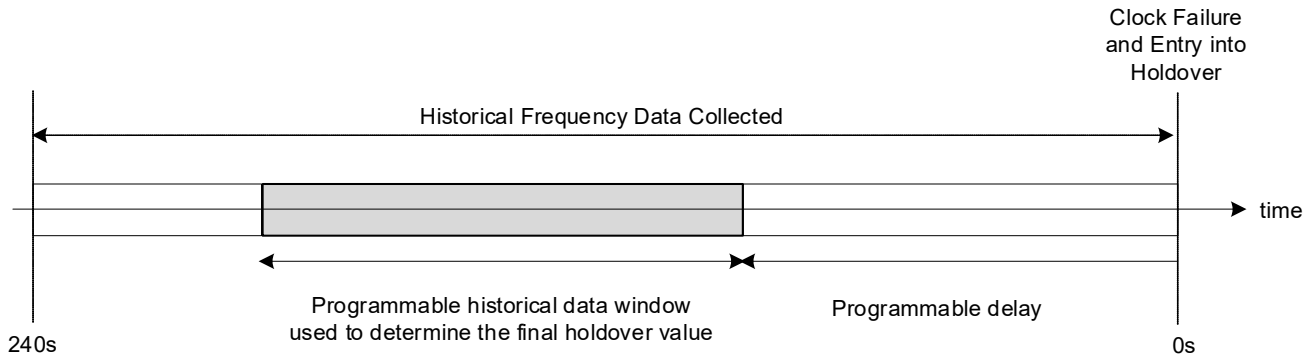 Clock Failure
and Entry into
Holdover
Historical Frequency Data Collected
time
Programmable historical data window
used to determine the final holdover value
Programmable delay
240s
0s